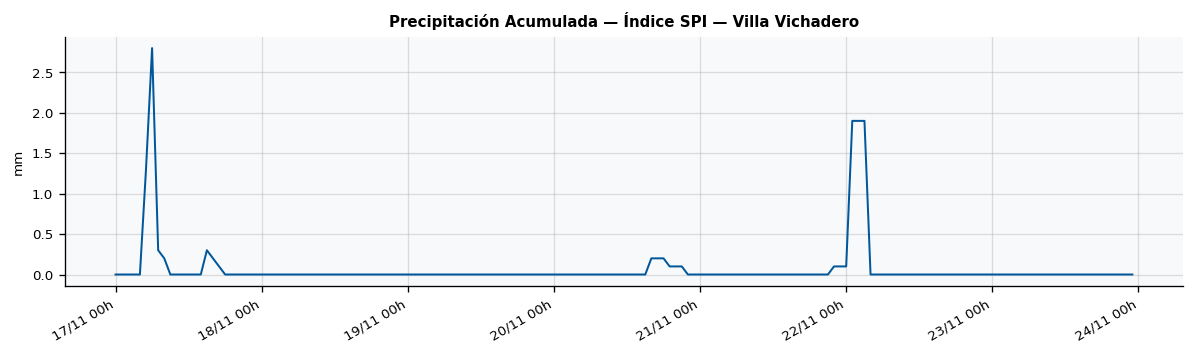 Precipitación Acumulada — Índice SPI — Villa Vichadero
mm
2.5
2.0
1.5
1.0
0.5
0.0
17/11 00h
18/11 00h
19/11 00h
20/11 00h
21/11 00h
22/11 00h
23/11 00h
24/11 00h